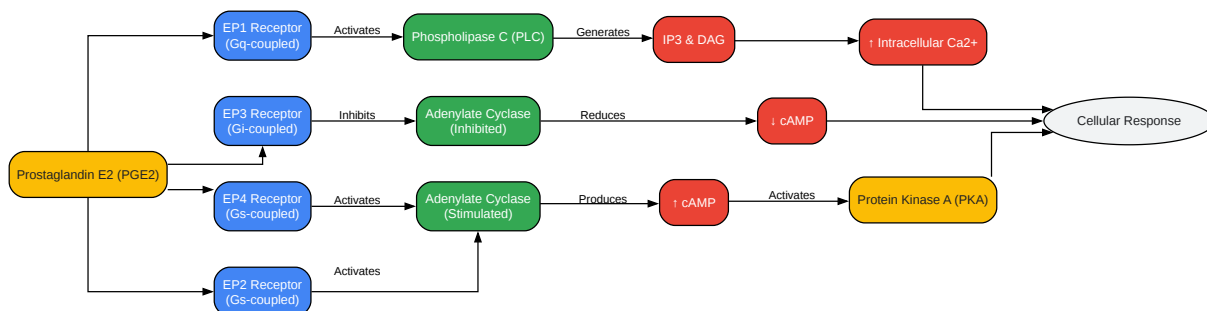 EP1 Receptor
(Gq-coupled)
Activates
Phospholipase C (PLC)
Generates
IP3 & DAG
↑ Intracellular Ca2+
EP3 Receptor
(Gi-coupled)
Inhibits
Adenylate Cyclase
(Inhibited)
Reduces
↓ cAMP
Cellular Response
Prostaglandin E2 (PGE2)
EP4 Receptor
(Gs-coupled)
Activates
Adenylate Cyclase
(Stimulated)
Produces
↑ cAMP
Activates
Protein Kinase A (PKA)
EP2 Receptor
(Gs-coupled)
Activates